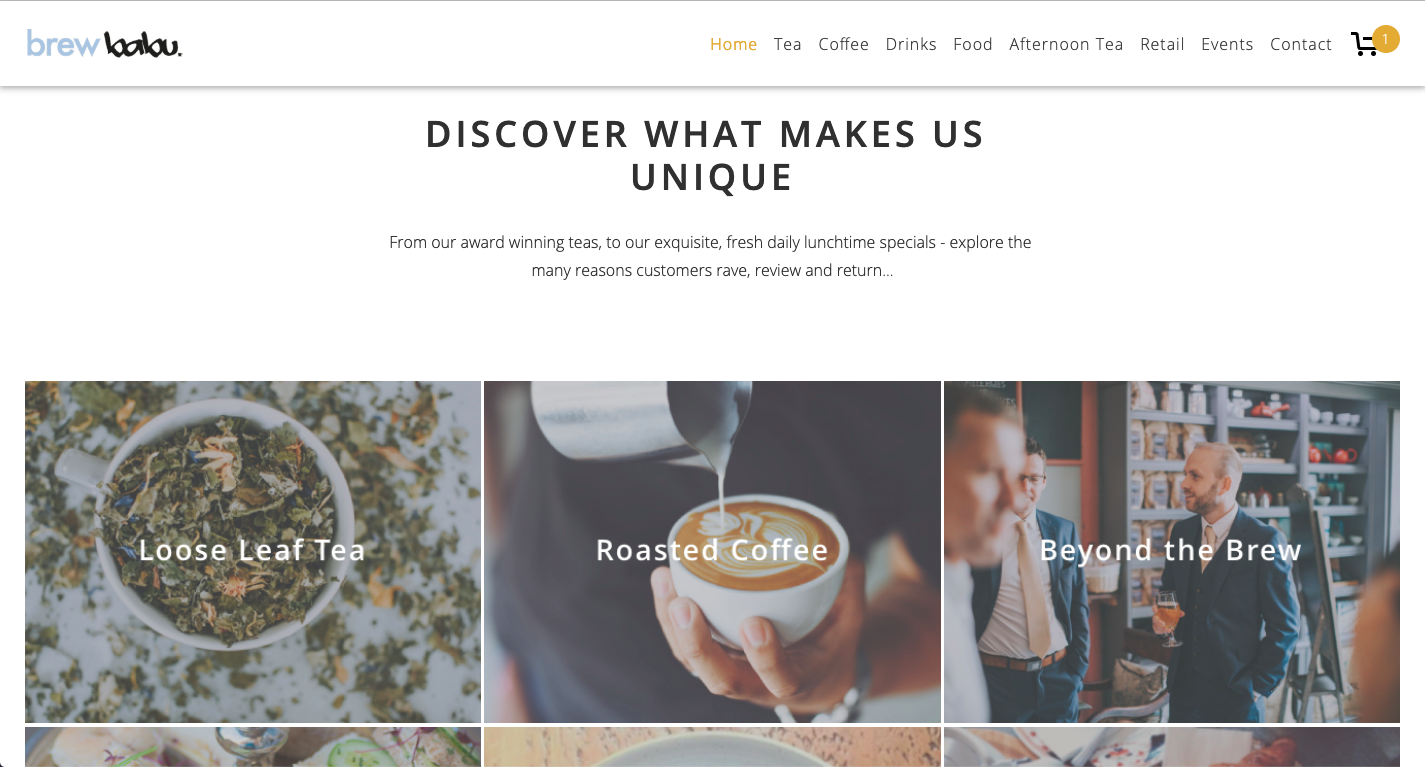 brew babu.
Home Tea Coffee Drinks Food Afternoon Tea Retail Events Contact 1
DISCOVER WHAT MAKES US
UNIQUE
From our award winning teas, to our exquisite, fresh daily lunchtime specials - explore the
many reasons customers rave, review and return...
Loose Leaf Tea
Roasted Coffee
Beyond the Brew